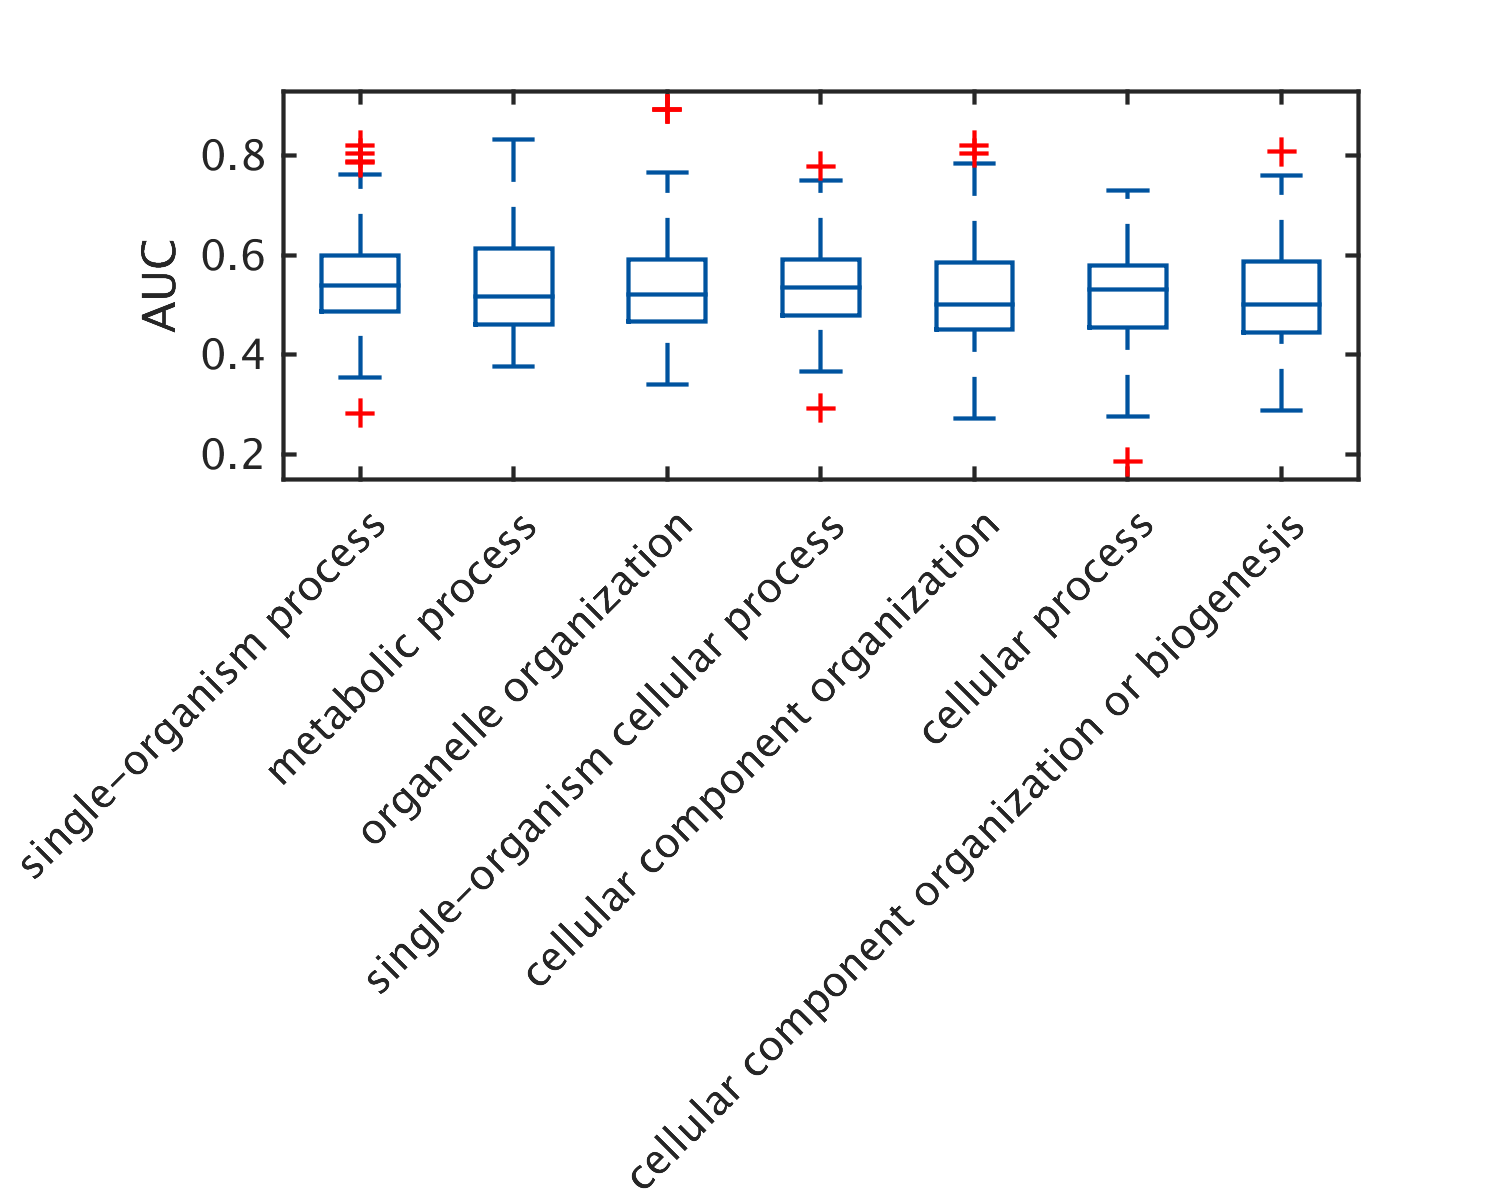 AUC
0.8
0.6
0.4
0.2
single−organism process
metabolic process
organelle organization
single−organism cellular process
cellular component organization
cellular process
cellular component organization or biogenesis